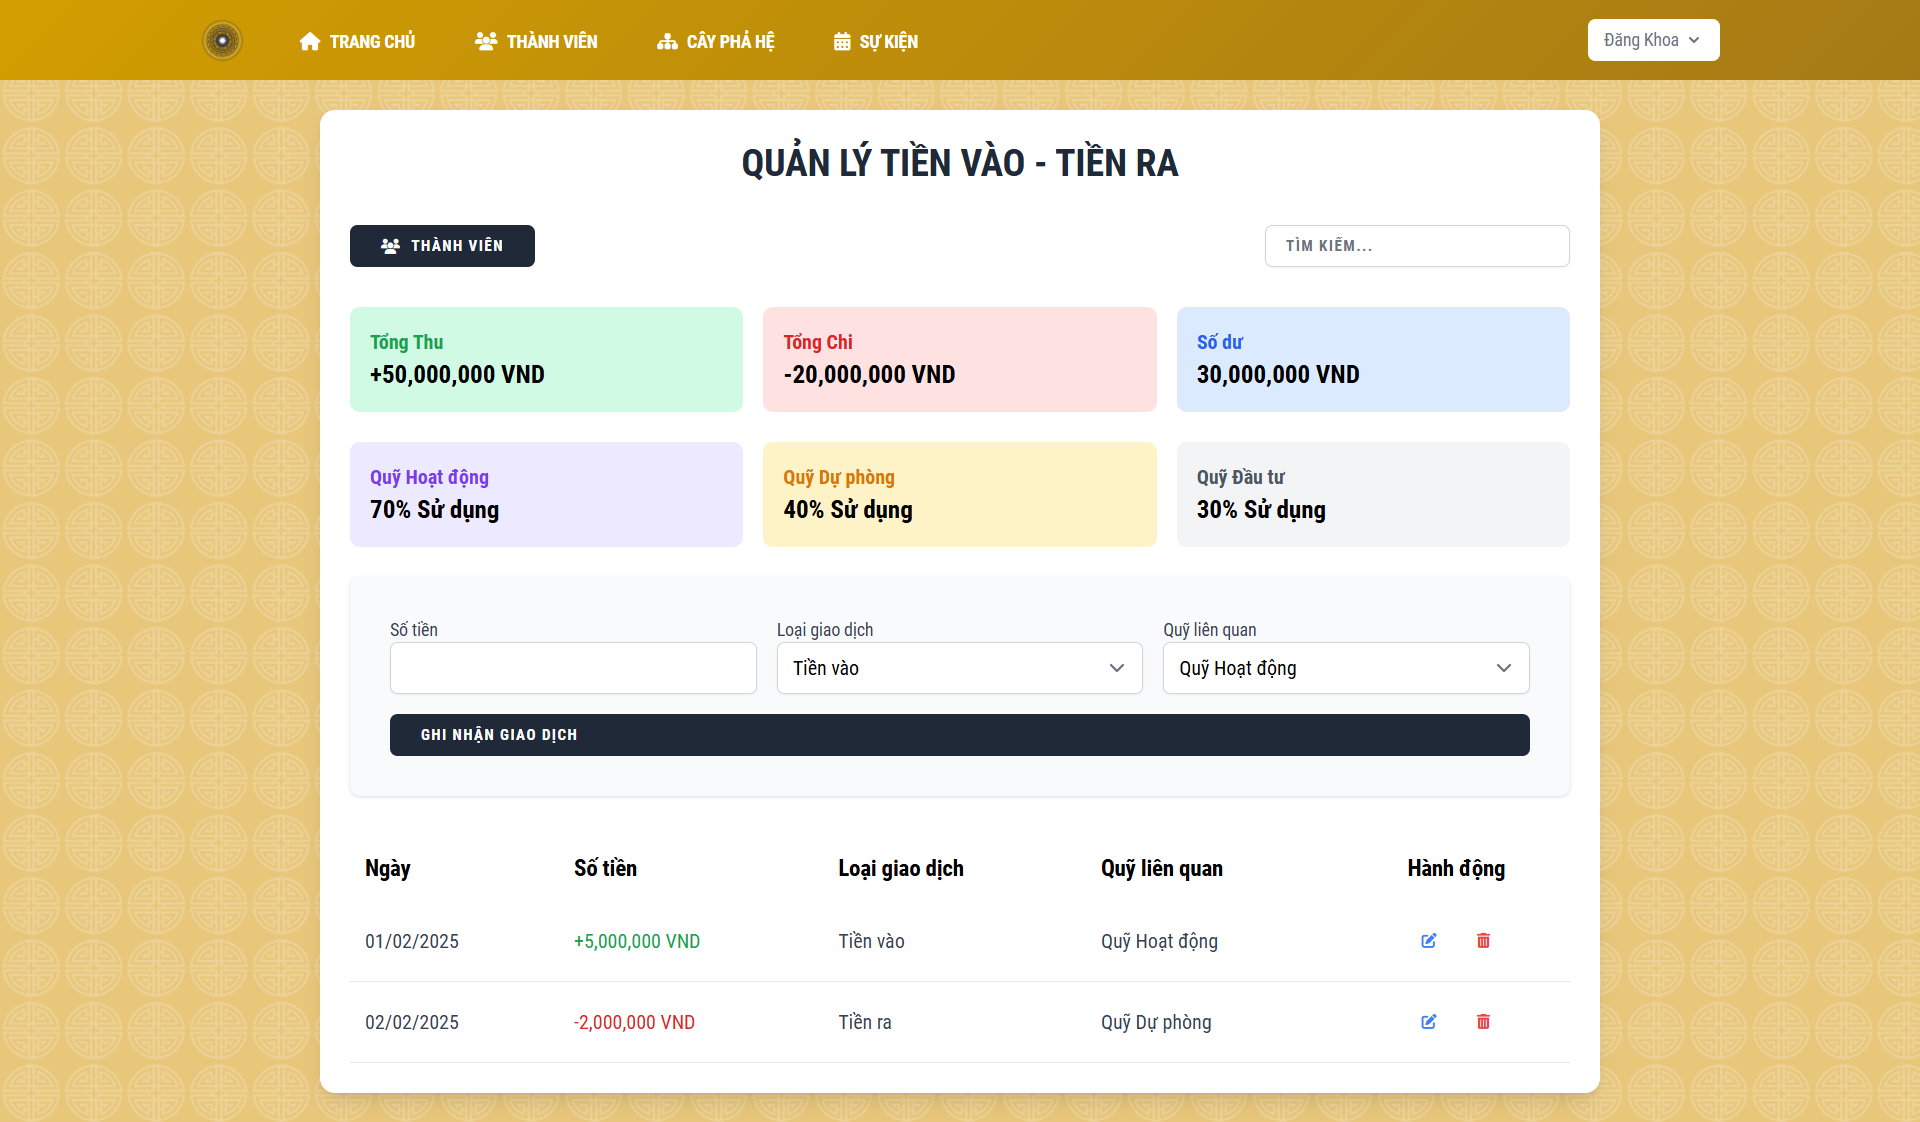 TRANG CHỦ THÀNH VIÊN CÂY PHẢ HỆ SỰ KIỆN Đăng Khoa
QUẢN LÝ TIỀN VÀO - TIỀN RA
THÀNH VIÊN TÌM KIẾM...
Tổng Thu Tổng Chi Số dư
+50,000,000 VND -20,000,000 VND 30,000,000 VND
Quỹ Hoạt động Quỹ Dự phòng Quỹ Đầu tư
70% Sử dụng 40% Sử dụng 30% Sử dụng
Số tiền Loại giao dịch Quỹ liên quan
Tiền vào Quỹ Hoạt động
GHI NHẬN GIAO DỊCH
Ngày Số tiền Loại giao dịch Quỹ liên quan Hành động
01/02/2025 +5,000,000 VND Tiền vào Quỹ Hoạt động
02/02/2025 -2,000,000 VND Tiền ra Quỹ Dự phòng